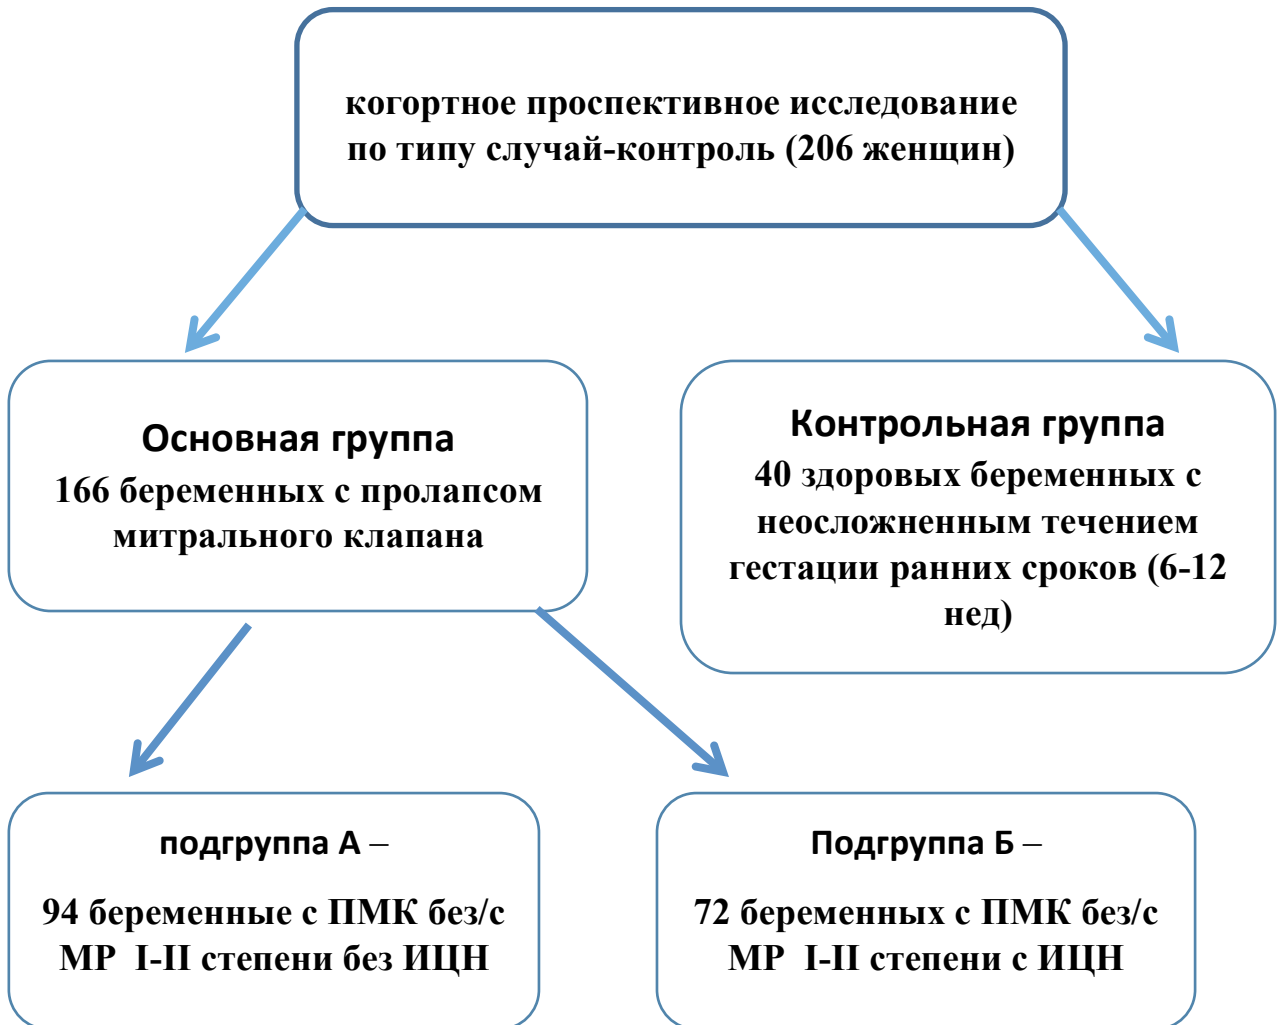 когортное проспективное исследование
по типу случай-контроль (206 женщин)
Основная группа
166 беременных с пролапсом
митрального клапана
Контрольная группа
40 здоровых беременных с
неосложненным течением
гестации ранних сроков (6-12
нед)
подгруппа А –
94 беременные с ПМК без/с
МР I-II степени без ИЦН
Подгруппа Б –
72 беременных с ПМК без/с
МР I-II степени с ИЦН